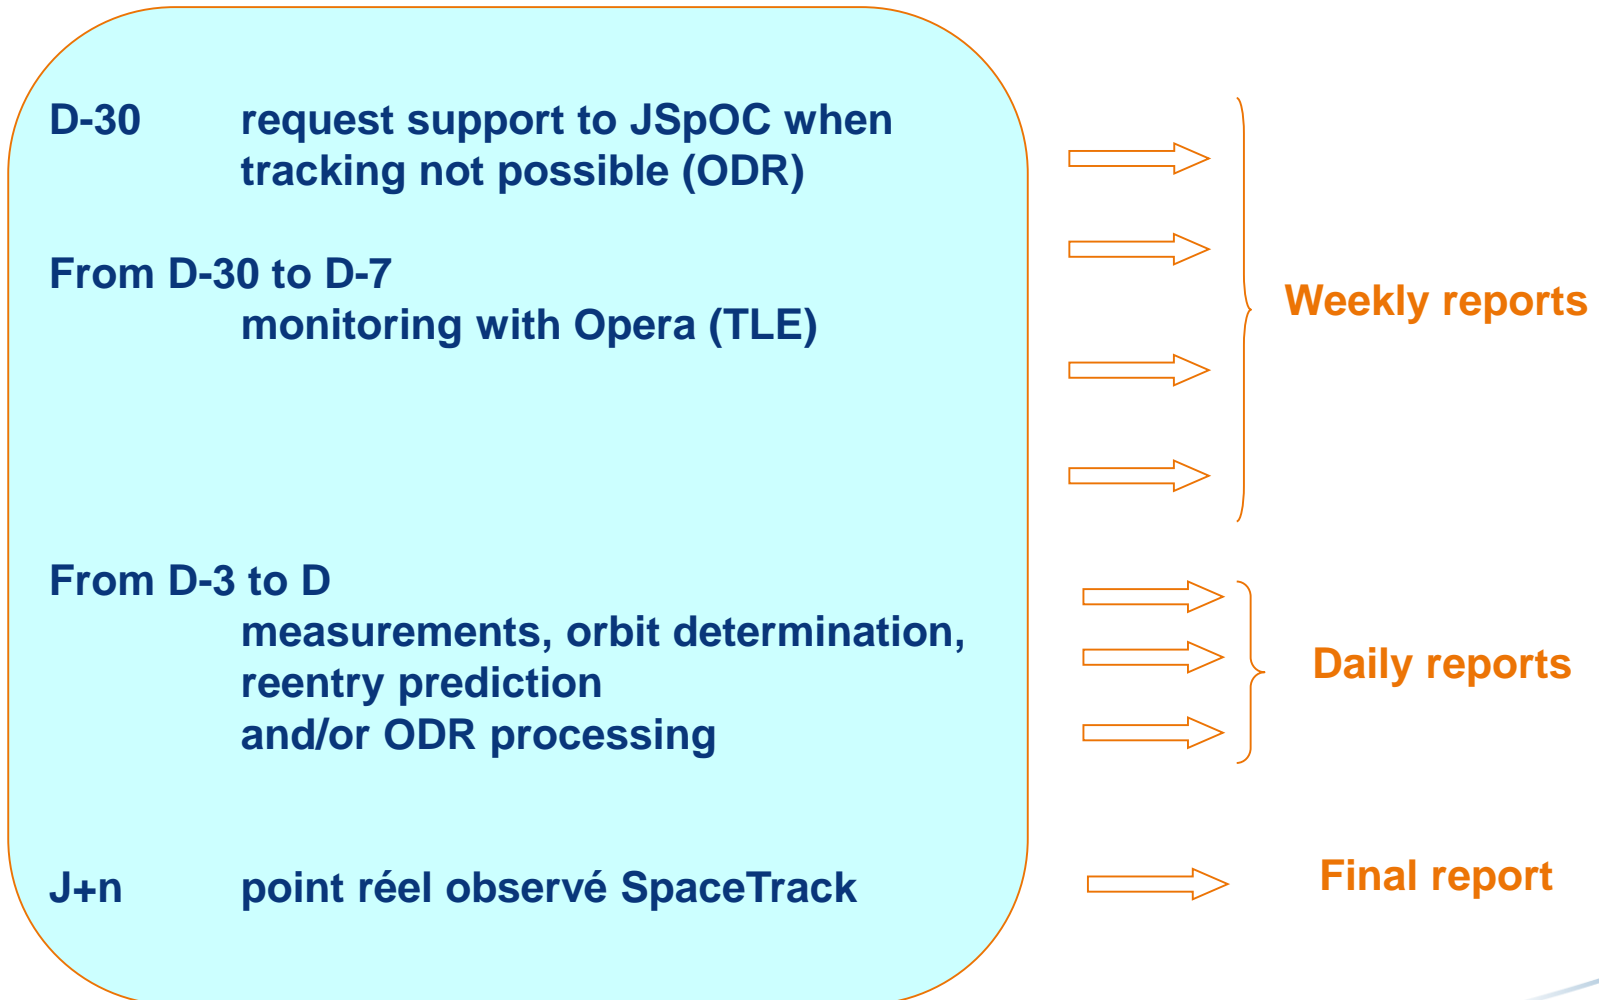 D-30 request support to JSpOC when
tracking not possible (ODR)
From D-30 to D-7
monitoring with Opera (TLE)
Weekly reports
From D-3 to D
measurements, orbit determination,
reentry prediction
and/or ODR processing
Daily reports
J+n point réel observé SpaceTrack
Final report